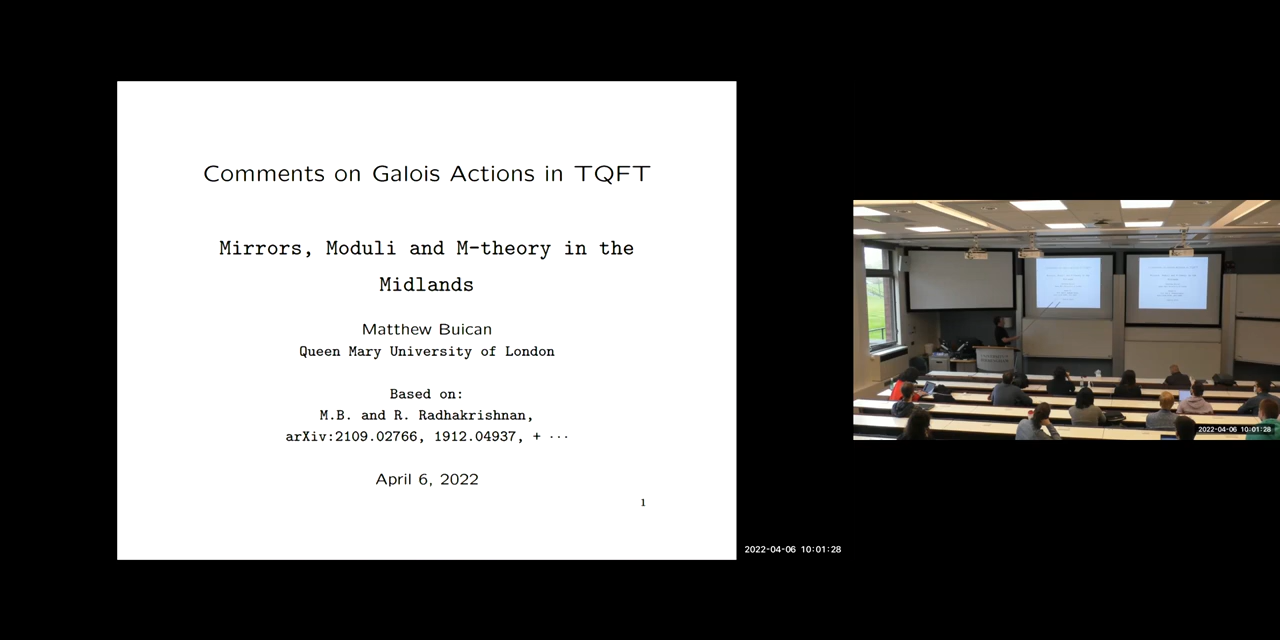 Comments on Galois Actions in TQFT
Mirrors, Moduli and M-theory in the
Midlands
Matthew Buican
Queen Mary University of London
Based on:
M.B. and R. Radhakrishnan,
arXiv:2109.02766, 1912.04937, + ···
April 6, 2022
1
2022-04-06 10:01:28
2022-04-06 10:01:28